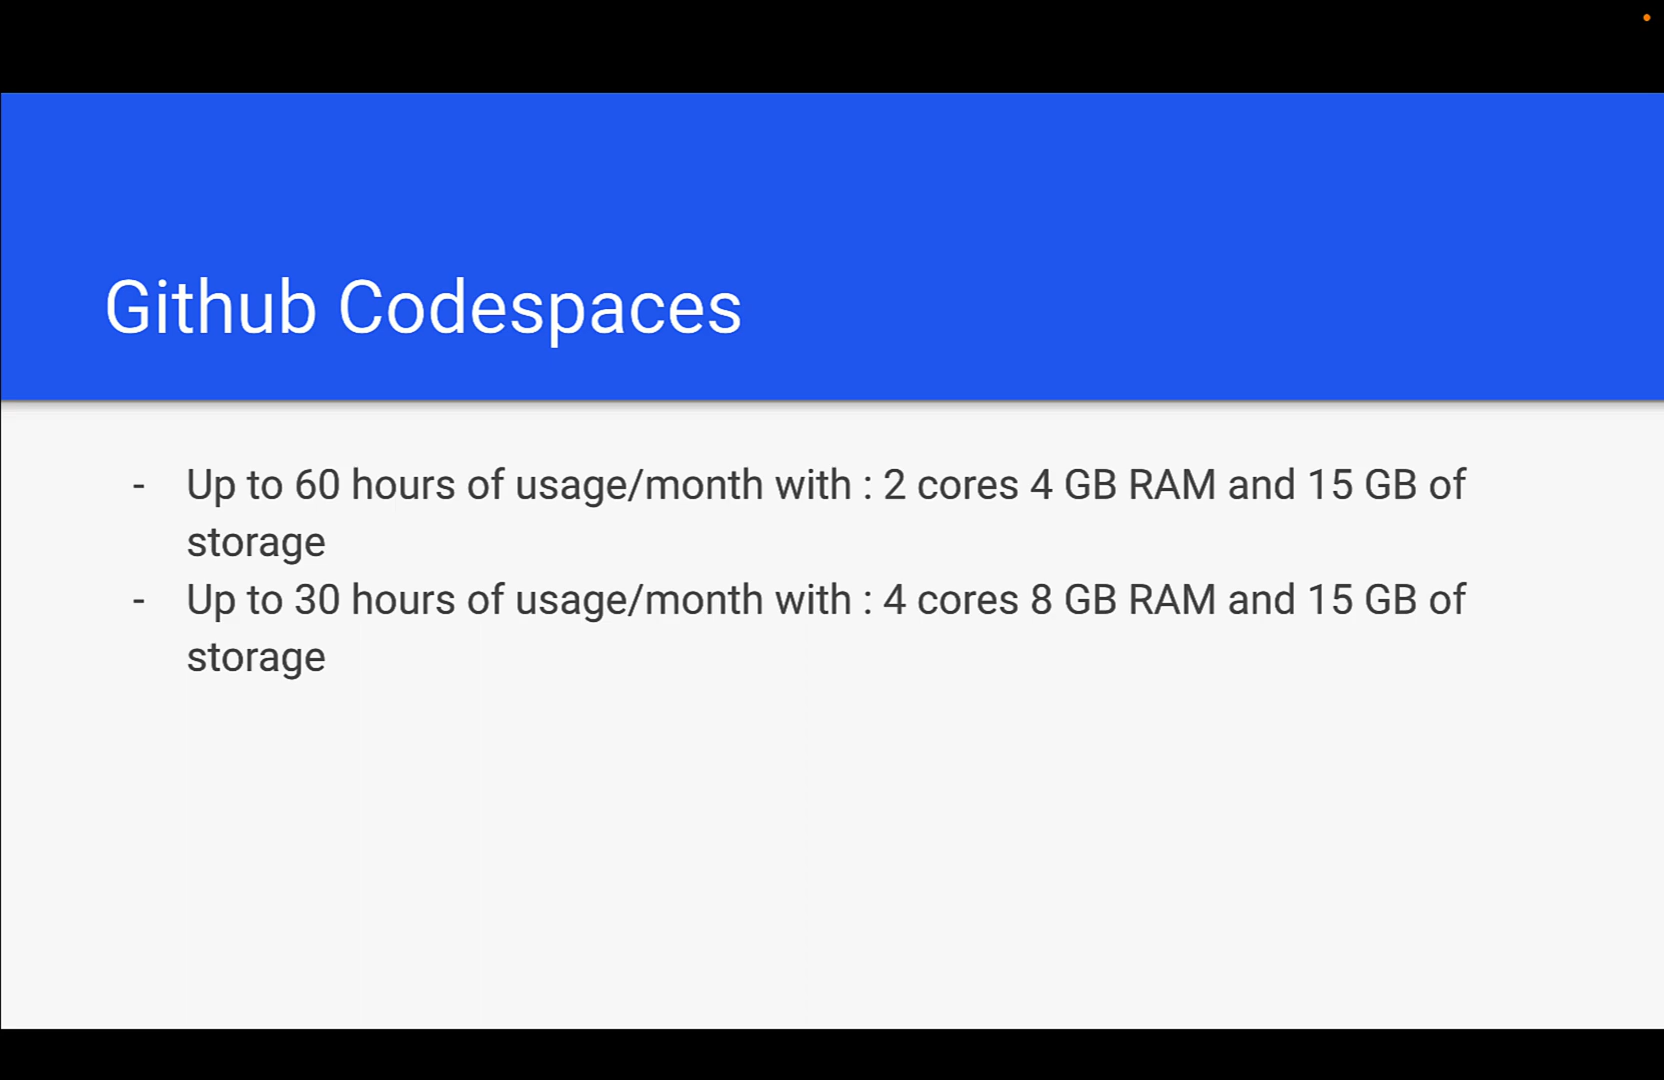 Github Codespaces
- Up to 60 hours of usage/month with : 2 cores 4 GB RAM and 15 GB of
storage
- Up to 30 hours of usage/month with : 4 cores 8 GB RAM and 15 GB of
storage